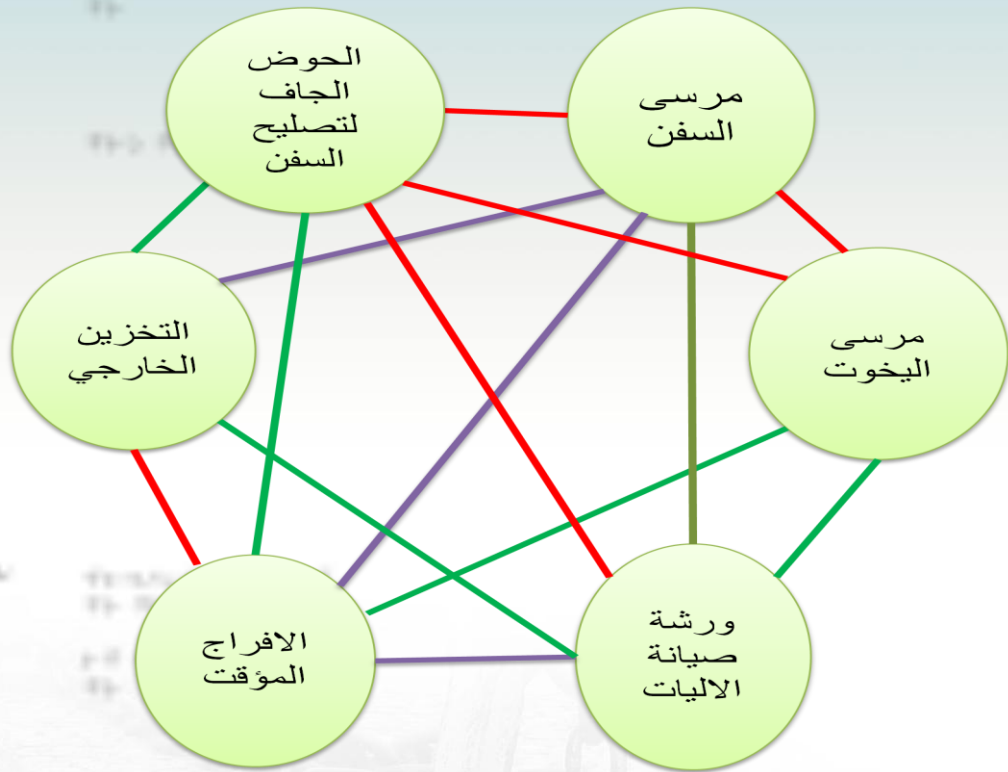 مرسى
السفن
الحوض
الجاف
لتصليح
السفن
مرسى
اليخوت
التخزين
الخارجي
ورشة
صيانة
الاليات
الافراج
المؤقت